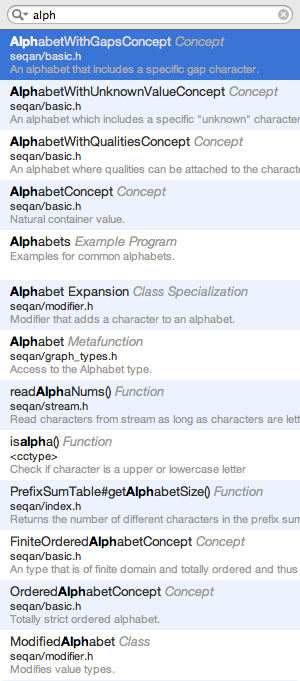 alph
AlphabetWithGapsConcept Concept
seqan/basic.h
An alphabet that includes a specific gap character.
AlphabetWithUnknownValueConcept Concept
seqan/basic.h
An alphabet which includes a specific "unknown" character
AlphabetWithQualitiesConcept Concept
seqan/basic.h
An alphabet where qualities can be attached to the characte
AlphabetConcept Concept
seqan/basic.h
Natural container value.
Alphabets Example Program
Examples for common alphabets.
Alphabet Expansion Class Specialization
seqan/modifier.h
Modifier that adds a character to an alphabet.
Alphabet Metafunction
seqan/graph_types.h
Access to the Alphabet type.
readAlphaNums() Function
seqan/stream.h
Read characters from stream as long as characters are lett
isalpha() Function
<cctype>
Check if character is a upper or lowercase letter
PrefixSumTable#getAlphabetSize() Function
seqan/index.h
Returns the number of different characters in the prefix sum
FiniteOrderedAlphabetConcept Concept
seqan/basic.h
An type that is of finite domain and totally ordered and thus
OrderedAlphabetConcept Concept
seqan/basic.h
Totally strict ordered alphabet.
ModifiedAlphabet Class
seqan/modifier.h
Modifies value types.